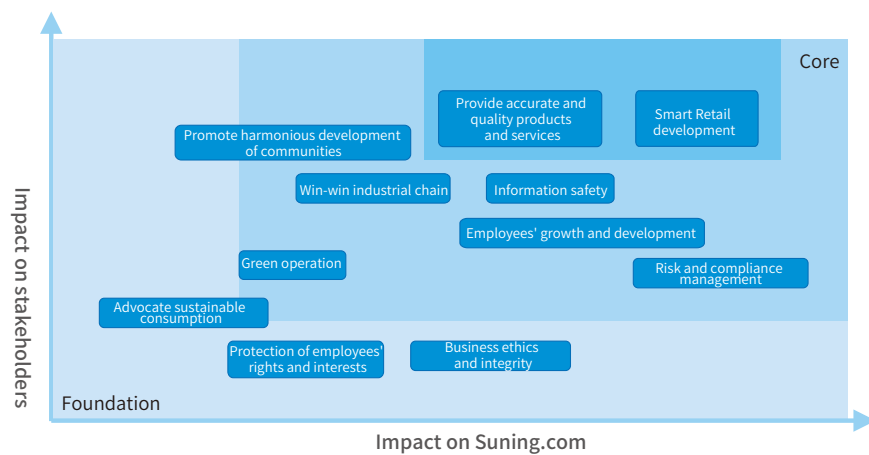 Core
Provide accurate and
quality products
and services
Smart Retail
development
Promote harmonious development
of communities
Win-win industrial chain
Information safety
Employees' growth and development
Green operation
Risk and compliance
management
Advocate sustainable
consumption
Protection of employees'
rights and interests
Business ethics
and integrity
Foundation
Impact on stakeholders
Impact on Suning.com